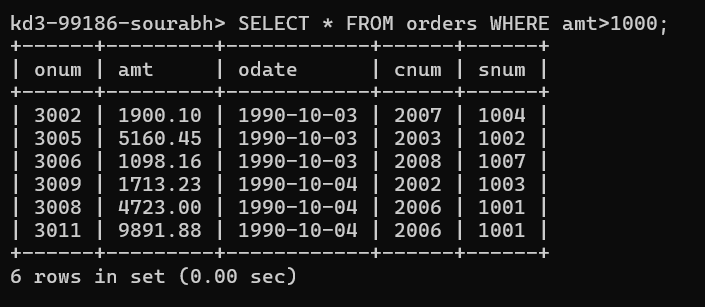 kd3-99186-sourabh> SELECT * FROM orders WHERE amt>1000;
+------+---------+------------+------+------+
| onum | amt     | odate      | cnum | snum |
+------+---------+------------+------+------+
| 3002 | 1900.10 | 1990-10-03 | 2007 | 1004 |
| 3005 | 5160.45 | 1990-10-03 | 2003 | 1002 |
| 3006 | 1098.16 | 1990-10-03 | 2008 | 1007 |
| 3009 | 1713.23 | 1990-10-04 | 2002 | 1003 |
| 3008 | 4723.00 | 1990-10-04 | 2006 | 1001 |
| 3011 | 9891.88 | 1990-10-04 | 2006 | 1001 |
+------+---------+------------+------+------+
6 rows in set (0.00 sec)